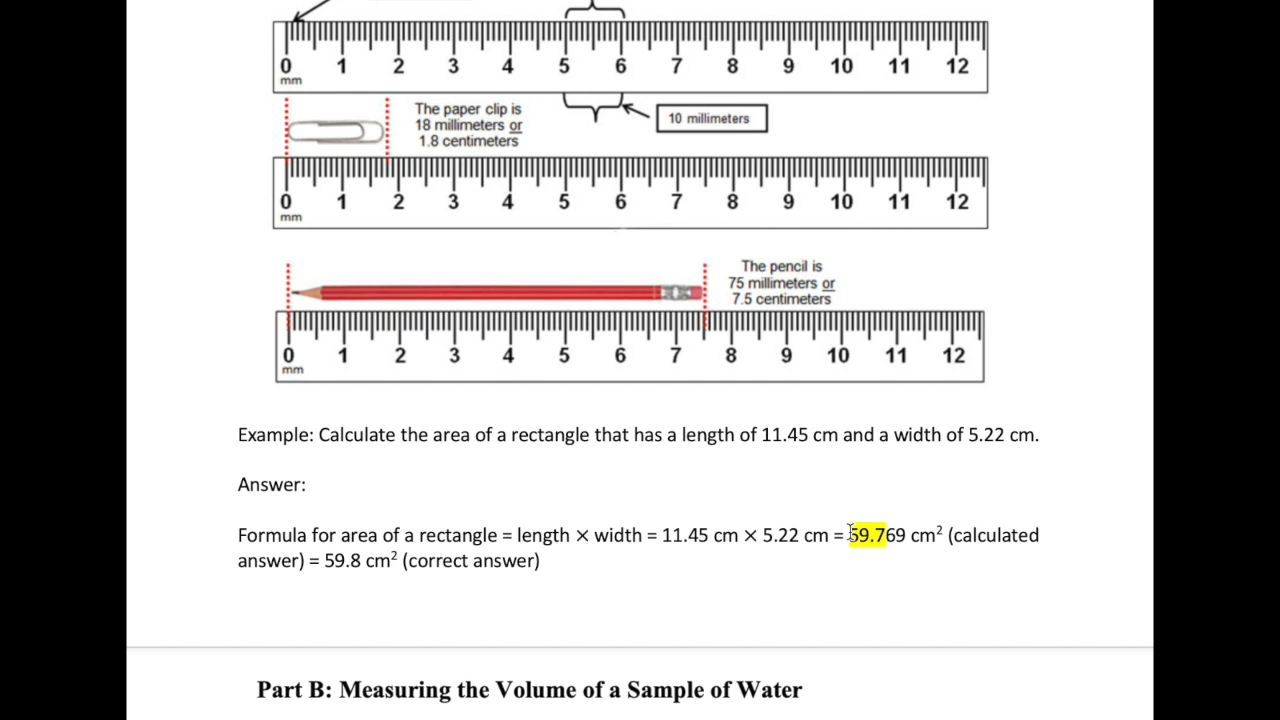 0 1 2 3 4 5 6 7 8 9 10 11 12
mm
The paper clip is
18 millimeters or
1.8 centimeters
10 millimeters
0 1 2 3 4 5 6 7 8 9 10 11 12
mm
The pencil is
75 millimeters or
7.5 centimeters
0 1 2 3 4 5 6 7 8 9 10 11 12
mm
Example: Calculate the area of a rectangle that has a length of 11.45 cm and a width of 5.22 cm.
Answer:
Formula for area of a rectangle = length × width = 11.45 cm × 5.22 cm = 59.769 cm² (calculated
answer) = 59.8 cm² (correct answer)
Part B: Measuring the Volume of a Sample of Water